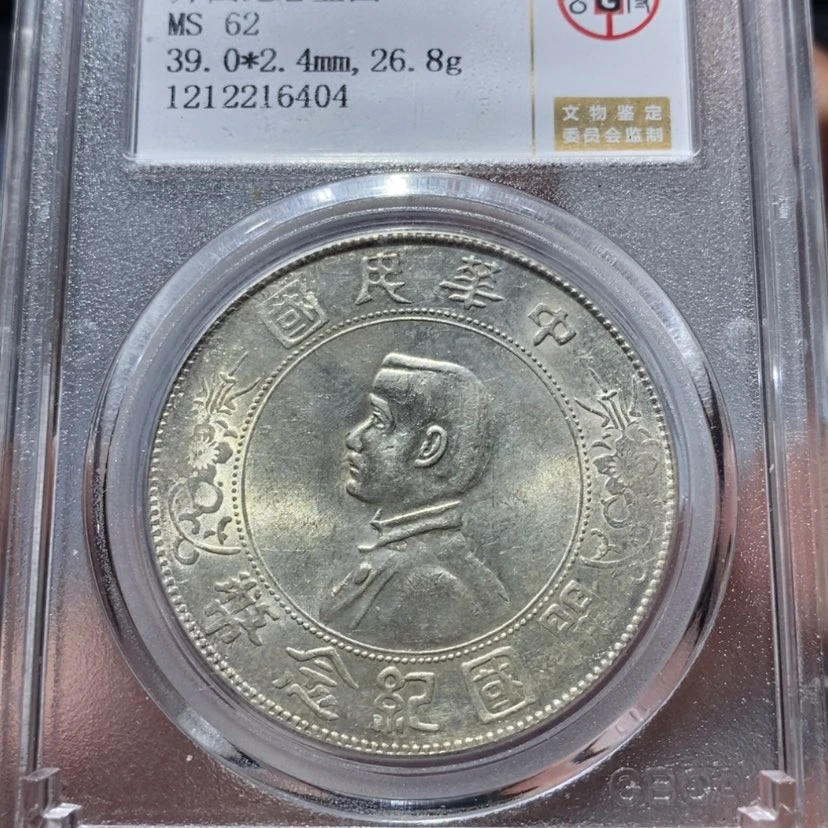 MS 62
39.0*2.4mm, 26.8g
1212216404
G
文物鉴定
委员会监制
中華民國
開國紀念幣
GBCA